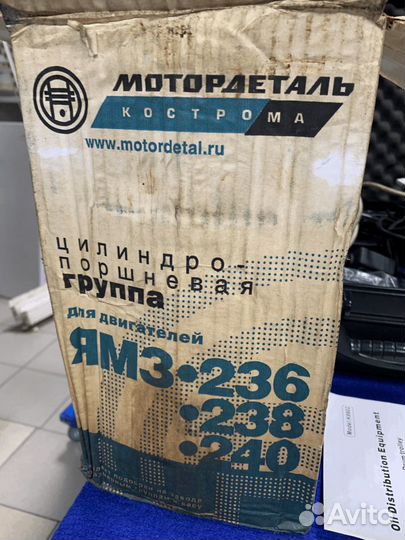 МОТОРДЕТАЛЬ
КОСТРОМА
www.motordetal.ru
ЦИЛИНДРО-
ПОРШНЕВАЯ
ГРУППА
для двигателей
ЯМЗ•236
•238
•240
Oil Distribution Equipment
Avito